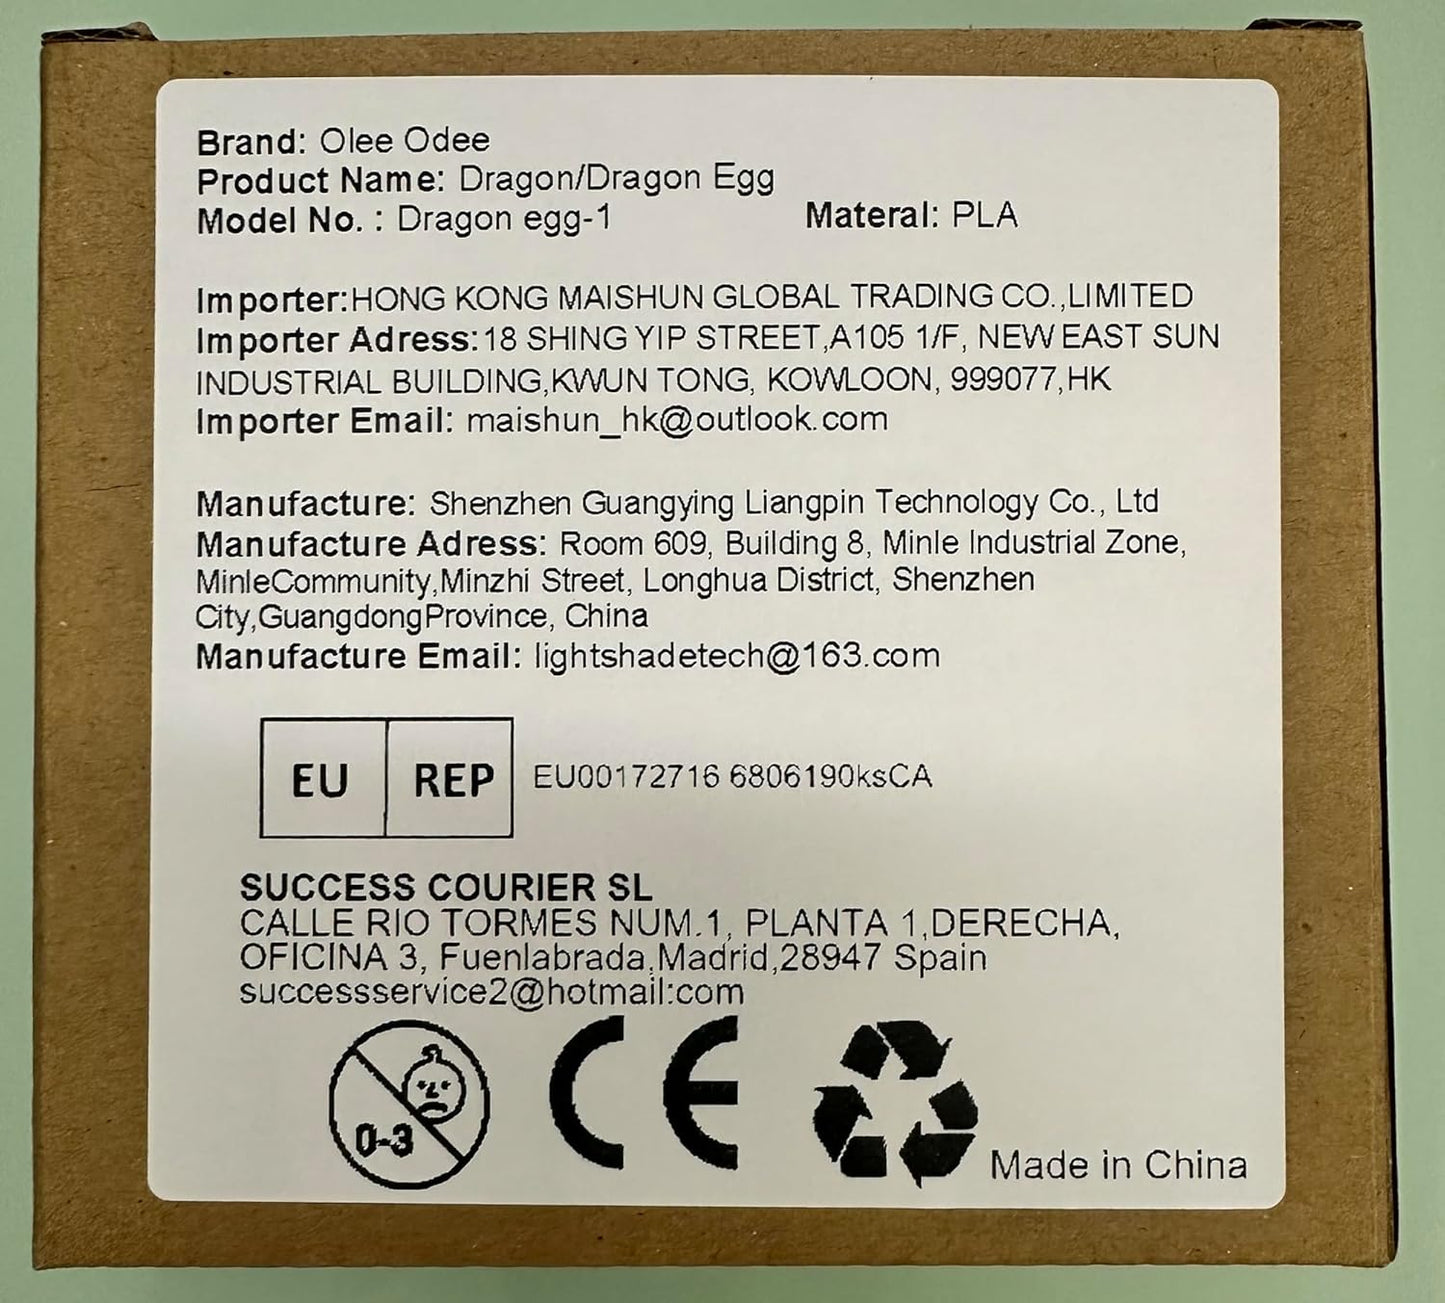 Brand: Olee Odee
Product Name: Dragon/Dragon Egg
Model No. : Dragon egg-1 Materal: PLA
Importer:HONG KONG MAISHUN GLOBAL TRADING CO.,LIMITED
Importer Adress:18 SHING YIP STREET,A105 1/F, NEW EAST SUN
INDUSTRIAL BUILDING,KWUN TONG, KOWLOON, 999077,HK
Importer Email: maishun_hk@outlook.com
Manufacture: Shenzhen Guangying Liangpin Technology Co., Ltd
Manufacture Adress: Room 609, Building 8, Minle Industrial Zone,
MinleCommunity,Minzhi Street, Longhua District, Shenzhen
City,GuangdongProvince, China
Manufacture Email: lightshadetech@163.com
EU REP EU00172716 6806190ksCA
SUCCESS COURIER SL
CALLE RIO TORMES NUM.1, PLANTA 1,DERECHA,
OFICINA 3, Fuenlabrada,Madrid,28947 Spain
successservice2@hotmail:com
0-3 CE Made in China